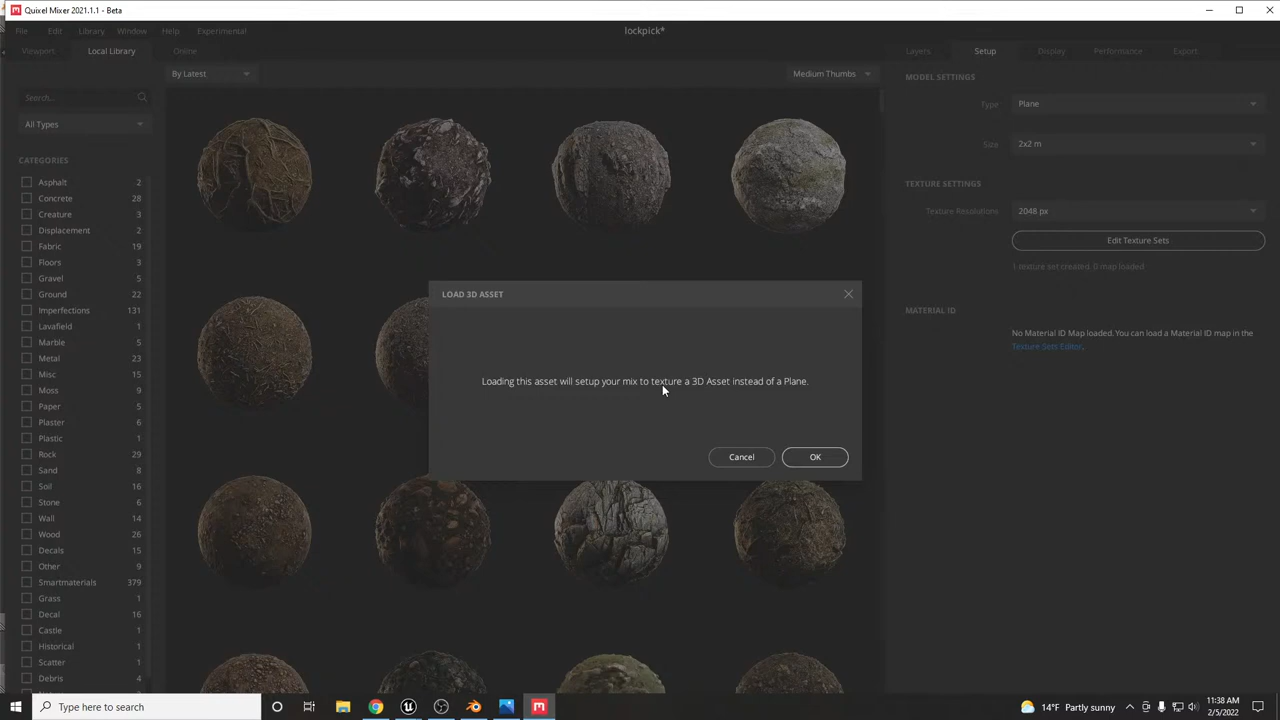 Quixel Mixer 2021.1.1 - Beta
File Edit Library Window Help Experimental
lockpick*
Viewport Local Library Online
Layers Setup Display Performance Export
By Latest
Medium Thumbs
Search...
All Types
CATEGORIES
Asphalt 2
Concrete 28
Creature 3
Displacement 2
Fabric 19
Floors 3
Gravel 5
Ground 22
Imperfections 131
Lavafield 1
Marble 5
Metal 23
Misc 15
Moss 9
Paper 5
Plaster 6
Plastic 1
Rock 29
Sand 8
Soil 16
Stone 6
Wall 14
Wood 26
Decals 15
Other 9
Smartmaterials 379
Grass 1
Decal 16
Castle 1
Historical 1
Scatter 1
Debris 4
LOAD 3D ASSET
Loading this asset will setup your mix to texture a 3D Asset instead of a Plane.
Cancel OK
MODEL SETTINGS
Type Plane
Size 2x2 m
TEXTURE SETTINGS
Texture Resolutions 2048 px
Edit Texture Sets
1 texture set created, 0 map loaded.
MATERIAL ID
No Material ID Map loaded. You can load a Material ID map in the
Texture Sets Editor.
Type here to search
14°F Partly sunny
11:38 AM
2/5/2022